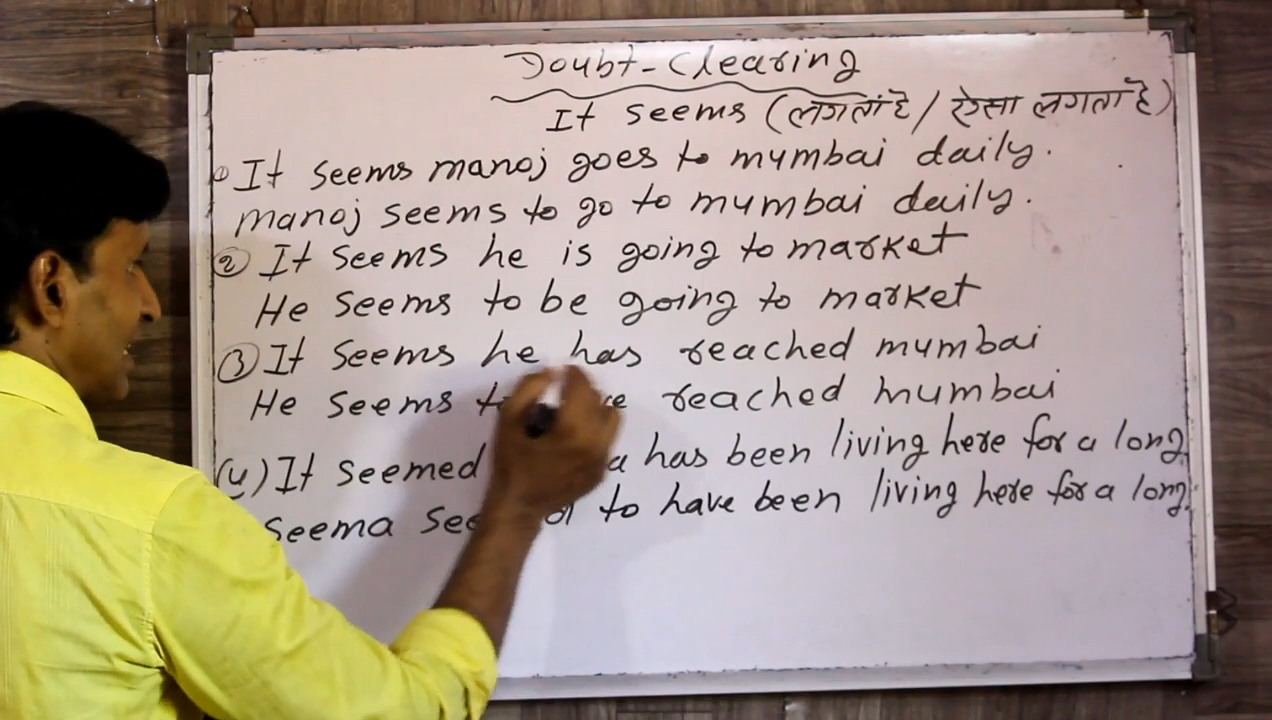 Doubt-Clearing
It seems (लगता है / ऐसा लगता है)
① It seems manoj goes to mumbai daily.
manoj seems to go to mumbai daily.
② It seems he is going to market
He seems to be going to market
③ It seems he has reached mumbai
He seems reached mumbai
(4) It seemed has been living here for a long.
Seema to have been living here for a long.